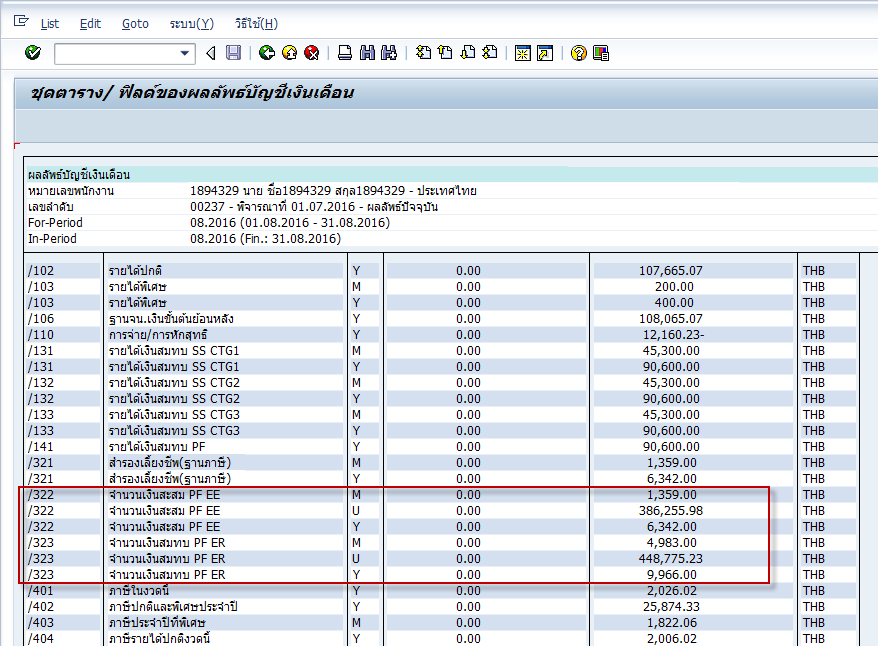 List Edit Goto ระบบ(Y) วิธีใช้(H)
ชุดตาราง/ ฟิลด์ของผลลัพธ์บัญชีเงินเดือน
ผลลัพธ์บัญชีเงินเดือน
หมายเลขพนักงาน 1894329 นาย ชื่อ1894329 สกุล1894329 - ประเทศไทย
เลขลำดับ 00237 - พิจารณาที่ 01.07.2016 - ผลลัพธ์ปัจจุบัน
For-Period 08.2016 (01.08.2016 - 31.08.2016)
In-Period 08.2016 (Fin.: 31.08.2016)
/102 รายได้ปกติ Y 0.00 107,665.07 THB
/103 รายได้พิเศษ M 0.00 200.00 THB
/103 รายได้พิเศษ Y 0.00 400.00 THB
/106 ฐานจน.เงินขั้นต้นย้อนหลัง Y 0.00 108,065.07 THB
/110 การจ่าย/การหักสุทธิ Y 0.00 12,160.23- THB
/131 รายได้เงินสมทบ SS CTG1 M 0.00 45,300.00 THB
/131 รายได้เงินสมทบ SS CTG1 Y 0.00 90,600.00 THB
/132 รายได้เงินสมทบ SS CTG2 M 0.00 45,300.00 THB
/132 รายได้เงินสมทบ SS CTG2 Y 0.00 90,600.00 THB
/133 รายได้เงินสมทบ SS CTG3 M 0.00 45,300.00 THB
/133 รายได้เงินสมทบ SS CTG3 Y 0.00 90,600.00 THB
/141 รายได้เงินสมทบ PF Y 0.00 90,600.00 THB
/321 สำรองเลี้ยงชีพ(ฐานภาษี) M 0.00 1,359.00 THB
/321 สำรองเลี้ยงชีพ(ฐานภาษี) Y 0.00 6,342.00 THB
/322 จำนวนเงินสะสม PF EE M 0.00 1,359.00 THB
/322 จำนวนเงินสะสม PF EE U 0.00 386,255.98 THB
/322 จำนวนเงินสะสม PF EE Y 0.00 6,342.00 THB
/323 จำนวนเงินสมทบ PF ER M 0.00 4,983.00 THB
/323 จำนวนเงินสมทบ PF ER U 0.00 448,775.23 THB
/323 จำนวนเงินสมทบ PF ER Y 0.00 9,966.00 THB
/401 ภาษีในงวดนี้ Y 0.00 2,026.02 THB
/402 ภาษีปกติและพิเศษประจำปี Y 0.00 25,874.33 THB
/403 ภาษีประจำปีที่พิเศษ M 0.00 1,822.06 THB
/404 ภาษีรายได้ปกติงวดนี้ Y 0.00 2,006.02 THB